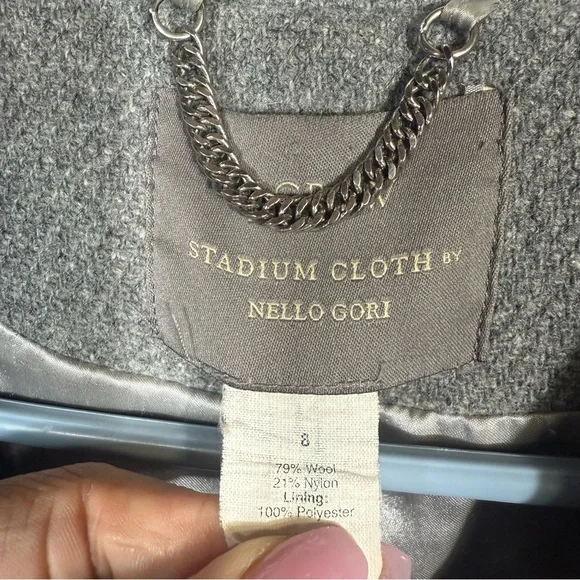 STADIUM CLOTH BY
NELLO GORI
8
79% Wool
21% Nylon
Lining:
100% Polyester